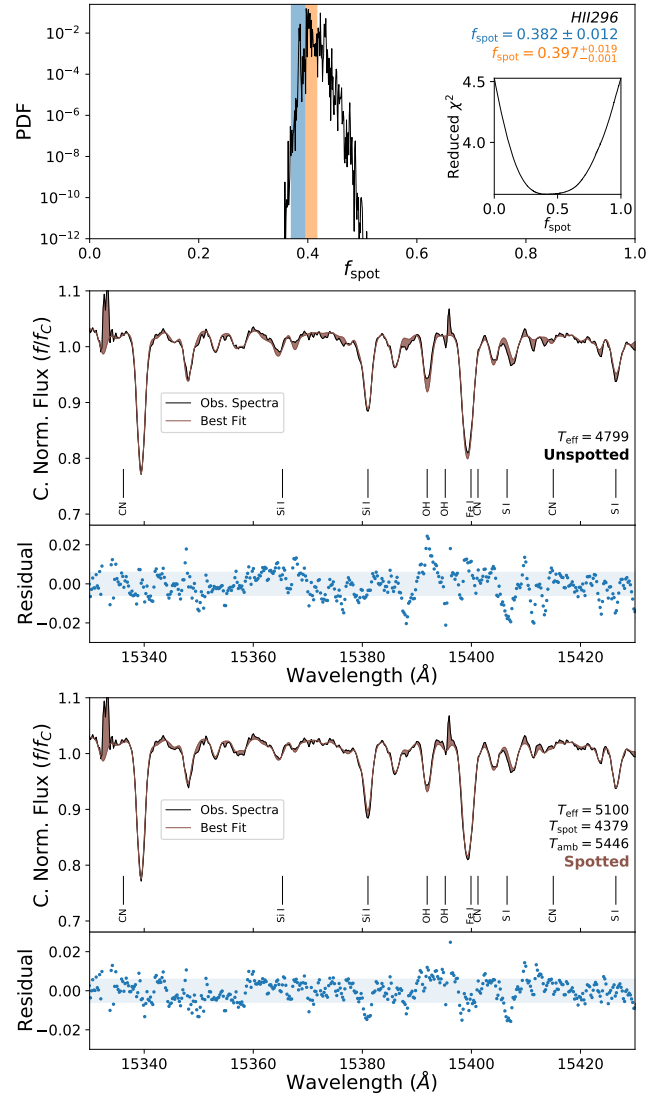 HII296
f_spot = 0.382 ± 0.012
f_spot = 0.397^{+0.019}_{−0.001}
PDF
10^{−2}
10^{−4}
10^{−6}
10^{−8}
10^{−10}
10^{−12}
0.0 0.2 0.4 0.6 0.8 1.0
f_spot
Reduced χ²
4.5
4.0
0.0 1.0
f_spot
C. Norm. Flux (f/f_C)
1.1
1.0
0.9
0.8
0.7
Obs. Spectra
Best Fit
T_eff = 4799
Unspotted
CN Si I Si I OH OH Fe I CN S I CN S I
Residual
0.02
0.00
−0.02
15340 15360 15380 15400 15420
Wavelength (Å)
C. Norm. Flux (f/f_C)
1.1
1.0
0.9
0.8
0.7
Obs. Spectra
Best Fit
T_eff = 5100
T_spot = 4379
T_amb = 5446
Spotted
CN Si I Si I OH OH Fe I CN S I CN S I
Residual
0.02
0.00
−0.02
15340 15360 15380 15400 15420
Wavelength (Å)